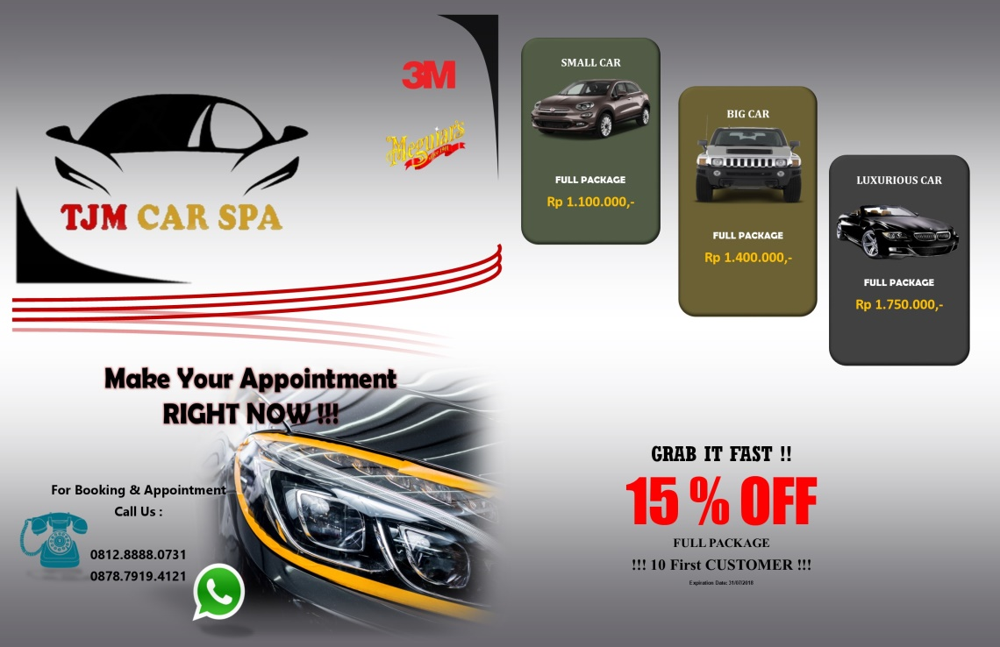 3M
Meguiar's
Since 1901
TJM CAR SPA
Make Your Appointment
RIGHT NOW !!!
For Booking & Appointment
Call Us :
0812.8888.0731
0878.7919.4121
SMALL CAR
FULL PACKAGE
Rp 1.100.000,-
BIG CAR
FULL PACKAGE
Rp 1.400.000,-
LUXURIOUS CAR
FULL PACKAGE
Rp 1.750.000,-
GRAB IT FAST !!
15 % OFF
FULL PACKAGE
!!! 10 First CUSTOMER !!!
Expiration Date: 31/07/2018